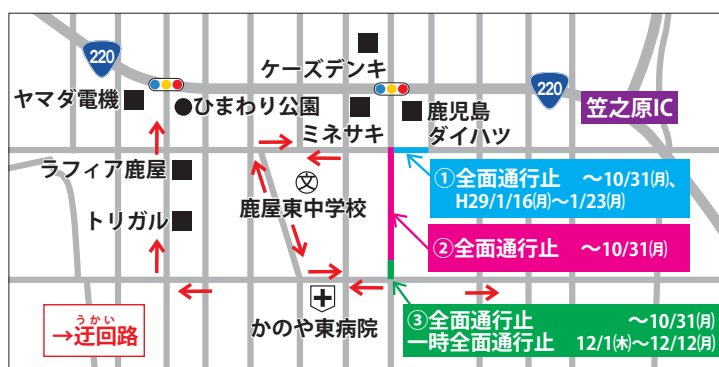 220
ケーズデンキ
ヤマダ電機
ひまわり公園
ミネサキ
鹿児島
ダイハツ
220
笠之原IC
ラフィア鹿屋
文
鹿屋東中学校
トリガル
①全面通行止　～10/31㈪、
H29/1/16㈪～1/23㈪
②全面通行止　～10/31㈪
③全面通行止　～10/31㈪
一時全面通行止　12/1㈭～12/12㈪
かのや東病院
うかい
→迂回路